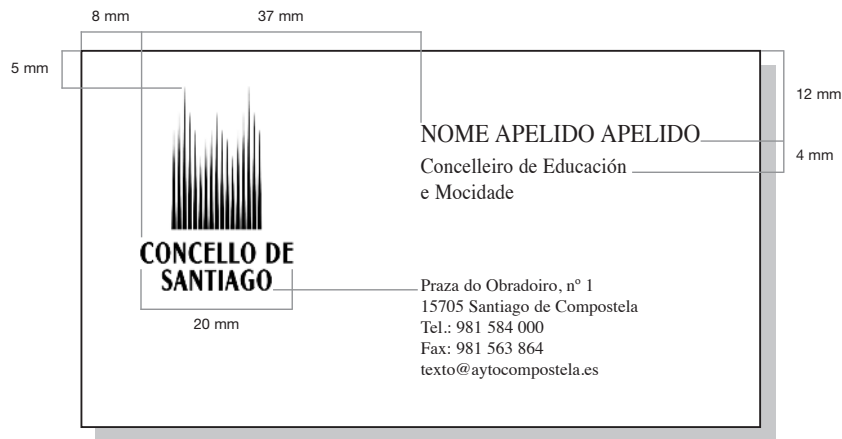 8 mm
37 mm
5 mm
12 mm
4 mm
NOME APELIDO APELIDO
Concelleiro de Educación
e Mocidade
CONCELLO DE
SANTIAGO
20 mm
Praza do Obradoiro, nº 1
15705 Santiago de Compostela
Tel.: 981 584 000
Fax: 981 563 864
texto@aytocompostela.es